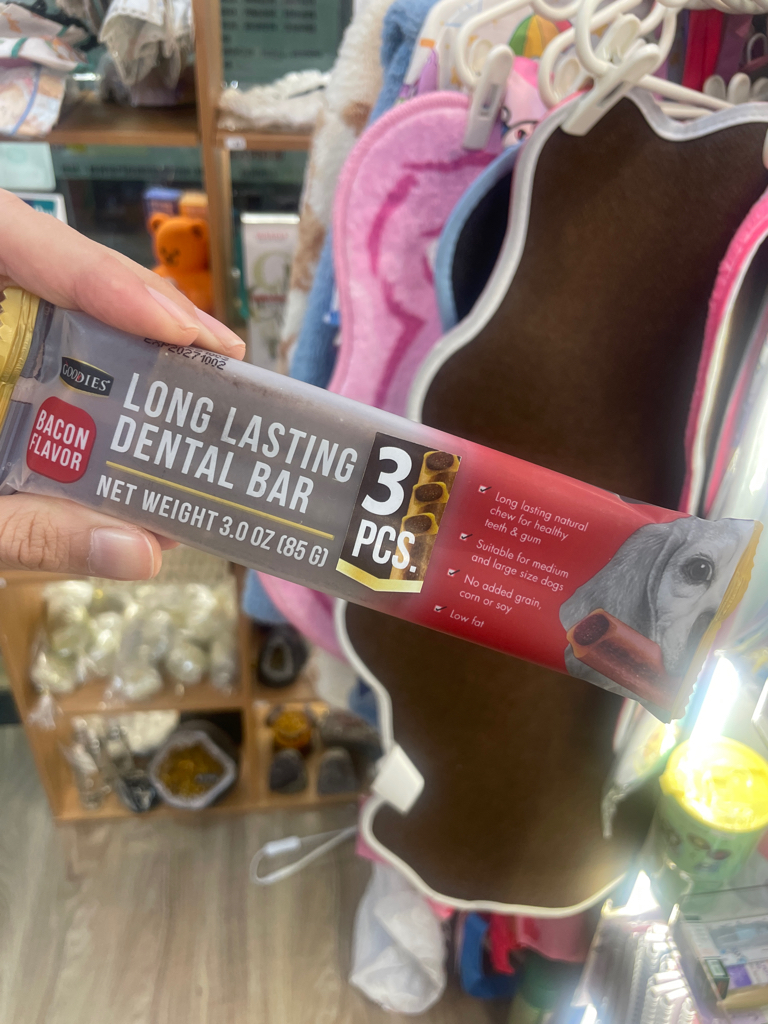 20271002
GOODIES
BACON
FLAVOR
LONG LASTING
DENTAL BAR
NET WEIGHT 3.0 OZ (85 G)
3
PCS.
Long lasting natural
chew for healthy
teeth & gum
Suitable for medium
and large size dogs
No added grain,
corn or soy
Low fat